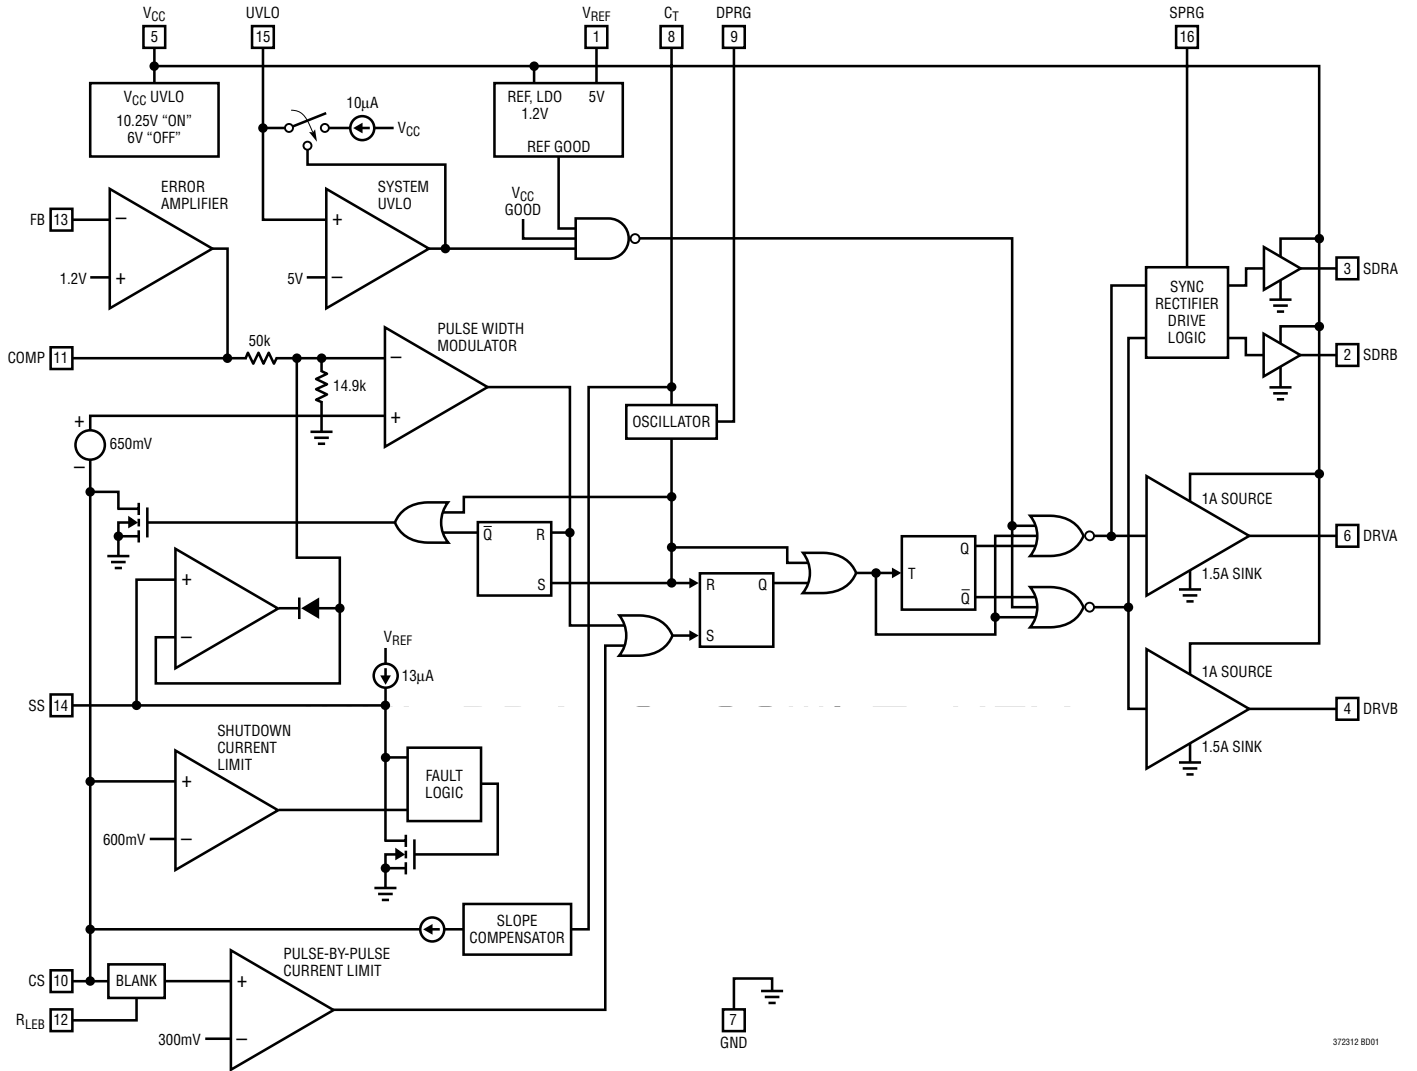 VCC
5
UVLO
15
VREF
1
CT
8
DPRG
9
SPRG
16
VCC UVLO
10.25V “ON”
6V “OFF”
10µA
VCC
REF, LDO
1.2V
5V
REF GOOD
ERROR
AMPLIFIER
FB 13
–
1.2V
+
SYSTEM
UVLO
+
5V
–
VCC
GOOD
SYNC
RECTIFIER
DRIVE
LOGIC
3 SDRA
2 SDRB
COMP 11
50k
14.9k
PULSE WIDTH
MODULATOR
–
+
OSCILLATOR
+
650mV
–
Q̅
R
S
R
Q
S
T
Q
Q̅
1A SOURCE
1.5A SINK
6 DRVA
+
–
VREF
13µA
SS 14
1A SOURCE
1.5A SINK
4 DRVB
SHUTDOWN
CURRENT
LIMIT
+
600mV
–
FAULT
LOGIC
SLOPE
COMPENSATOR
PULSE-BY-PULSE
CURRENT LIMIT
CS 10
BLANK
+
RLEB 12
300mV
–
7
GND
372312 BD01